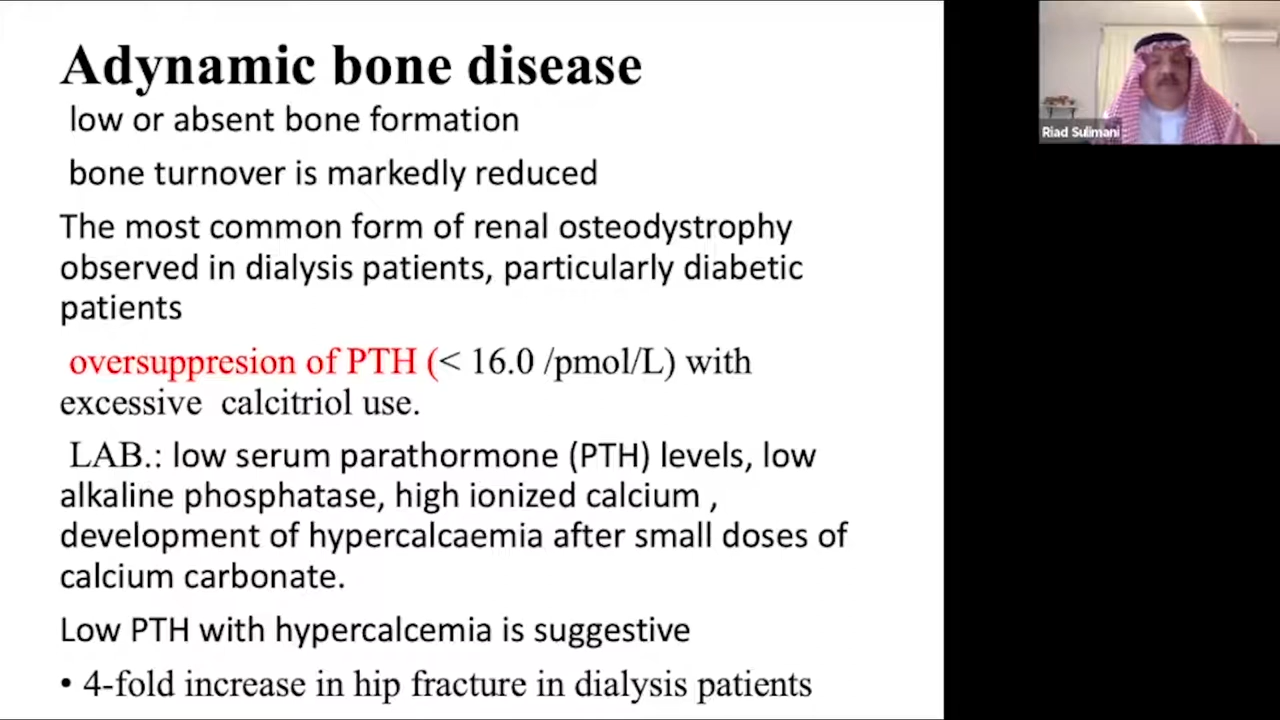 Adynamic bone disease
low or absent bone formation
bone turnover is markedly reduced
The most common form of renal osteodystrophy
observed in dialysis patients, particularly diabetic
patients
oversuppresion of PTH (< 16.0 /pmol/L) with
excessive calcitriol use.
LAB.: low serum parathormone (PTH) levels, low
alkaline phosphatase, high ionized calcium ,
development of hypercalcaemia after small doses of
calcium carbonate.
Low PTH with hypercalcemia is suggestive
• 4-fold increase in hip fracture in dialysis patients
Riad Sulimani